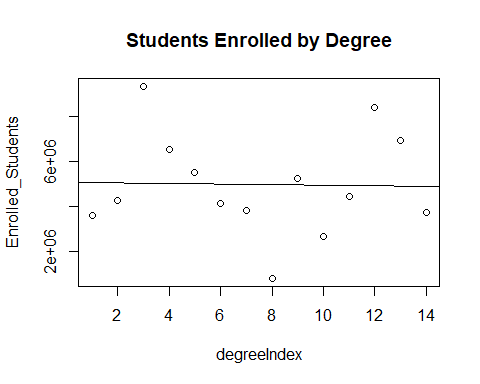 Students Enrolled by Degree
Enrolled_Students
6e+06
2e+06
2 4 6 8 10 12 14
degreeIndex